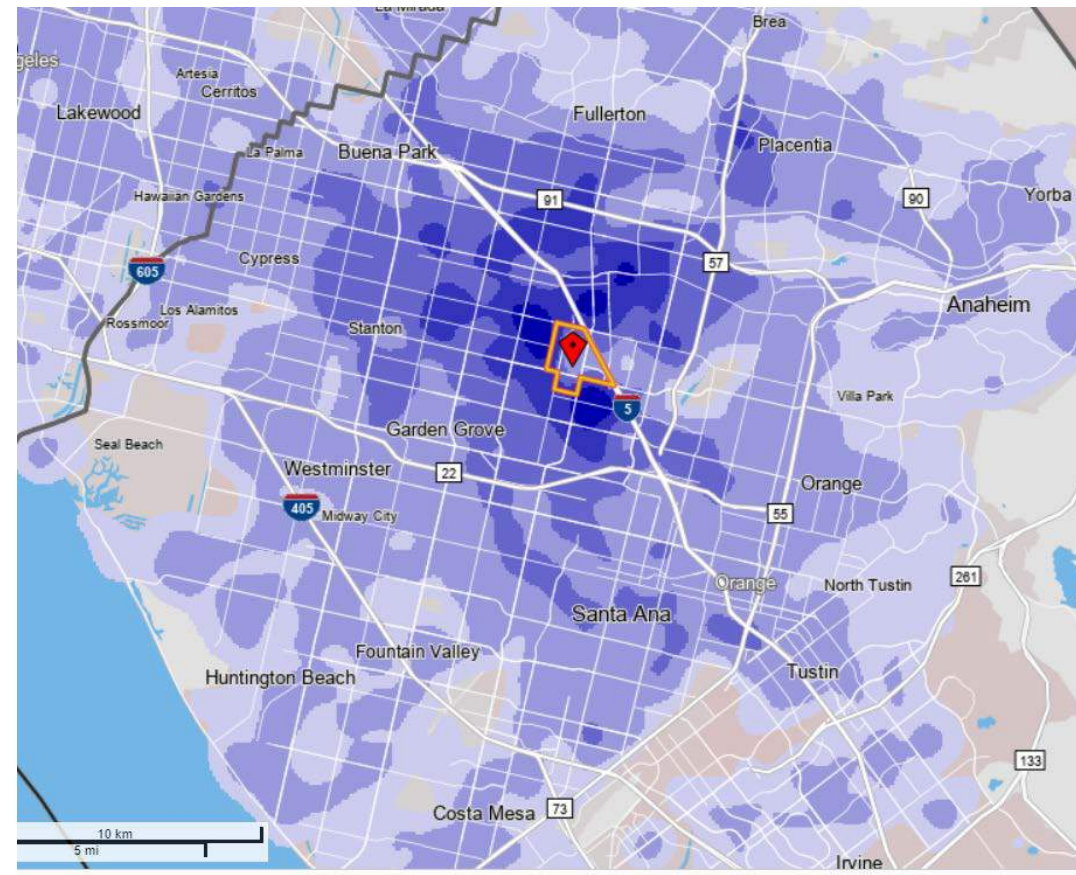 La Mirada
Brea
geles
Artesia
Cerritos
Lakewood
Fullerton
Placentia
La Palma
Buena Park
Hawaiian Gardens
91
90
Yorba
Cypress
57
605
Anaheim
Los Alamitos
Rossmoor
Stanton
Villa Park
5
Garden Grove
Seal Beach
Westminster
22
Orange
405
Midway City
55
Orange
North Tustin
261
Santa Ana
Fountain Valley
Tustin
Huntington Beach
133
Costa Mesa
73
10 km
5 mi
Irvine